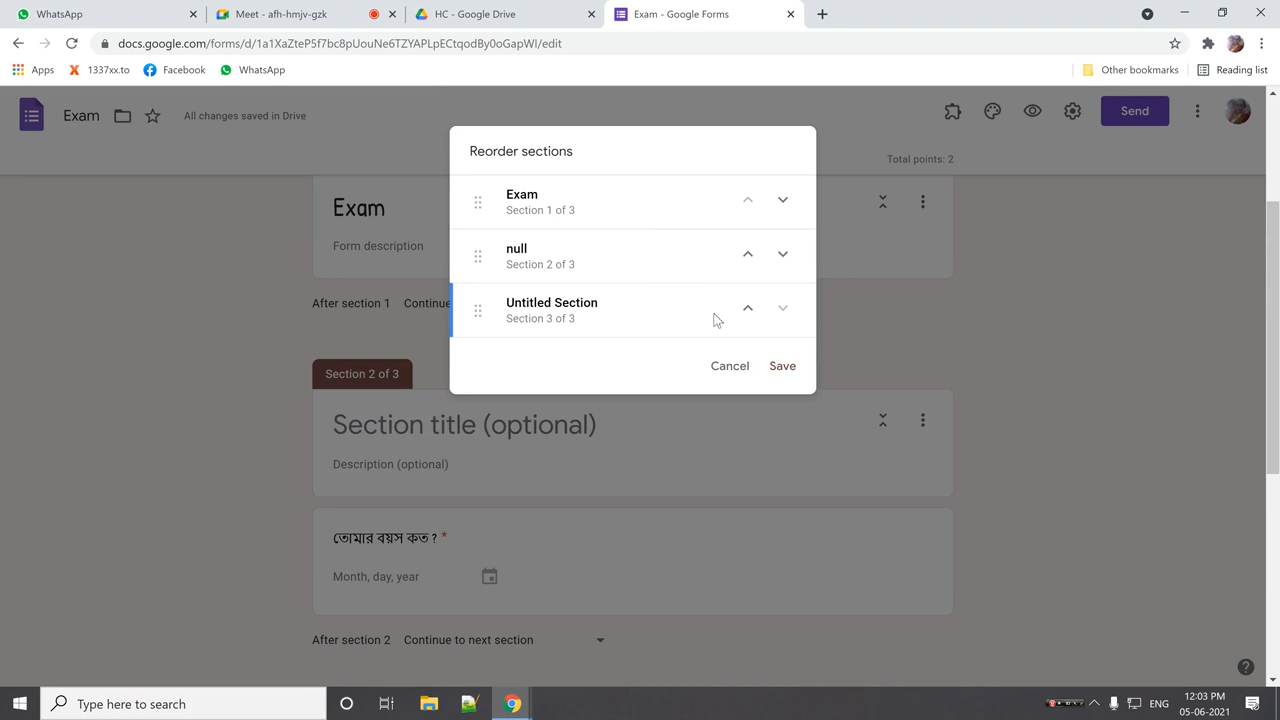 WhatsApp
Meet - afh-hmjv-gzk
HC - Google Drive
Exam - Google Forms
docs.google.com/forms/d/1a1XaZteP5f7bc8pUouNe6TZYAPLpECtqodBy0oGapWI/edit
Apps
1337xx.to
Facebook
WhatsApp
Other bookmarks
Reading list
Exam
All changes saved in Drive
Send
Total points: 2
Reorder sections
Exam
Section 1 of 3
null
Section 2 of 3
Untitled Section
Section 3 of 3
Cancel
Save
Exam
Form description
After section 1 Continue
Section 2 of 3
Section title (optional)
Description (optional)
তোমার বয়স কত ? *
Month, day, year
After section 2 Continue to next section
Type here to search
ENG
12:03 PM
05-06-2021